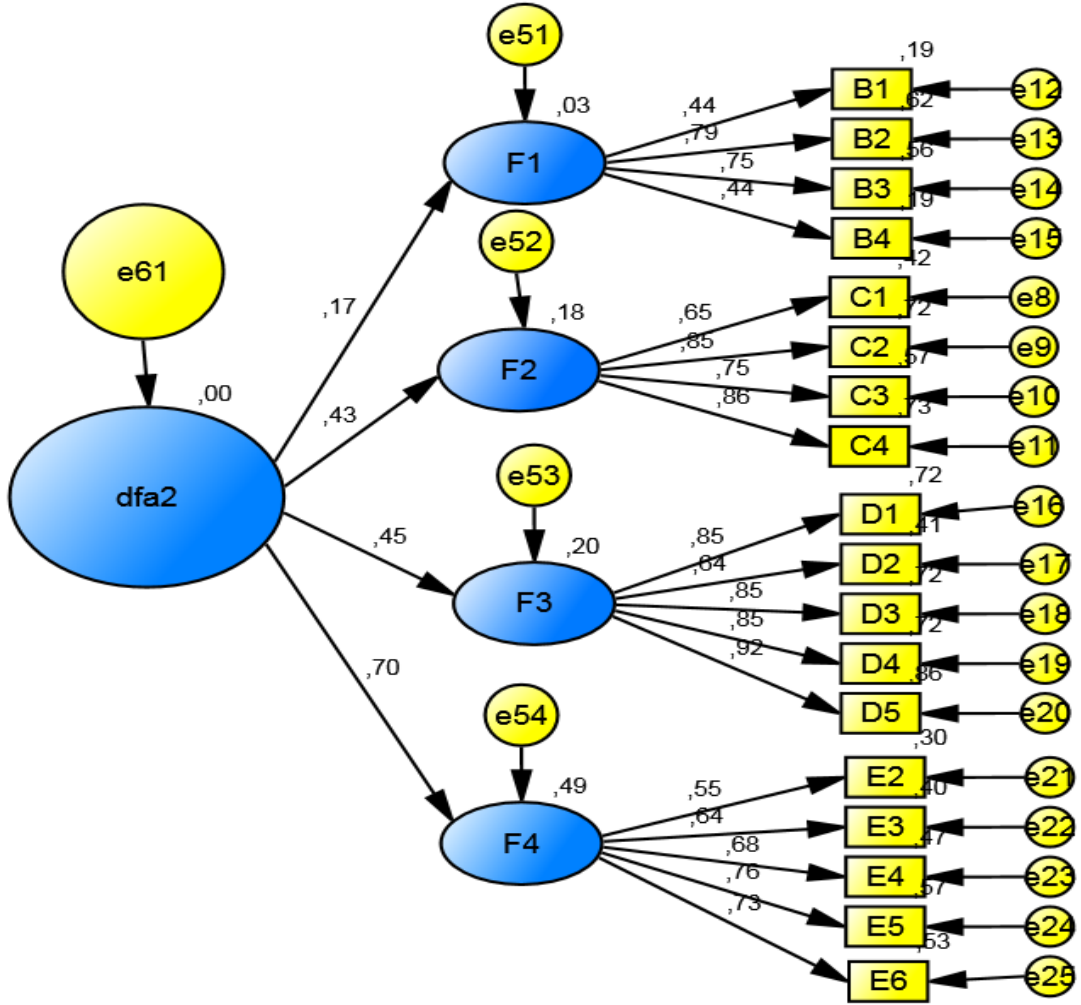 e51
,19
,03
B1
e12
,44
,62
,79
B2
e13
F1
,56
,75
B3
e14
,44
,19
B4
e15
e52
,42
e61
C1
e8
,17
,18
,65
,72
,85
C2
e9
F2
,57
,75
C3
e10
,00
,43
,86
,73
C4
e11
e53
,72
dfa2
D1
e16
,45
,20
,85
,41
,64
D2
e17
F3
,72
,85
D3
e18
,85
,72
,92
D4
e19
,70
,86
e54
D5
e20
,30
,49
,55
E2
e21
,64
,40
E3
e22
F4
,68
,47
,76
E4
e23
,73
,57
E5
e24
,53
E6
e25